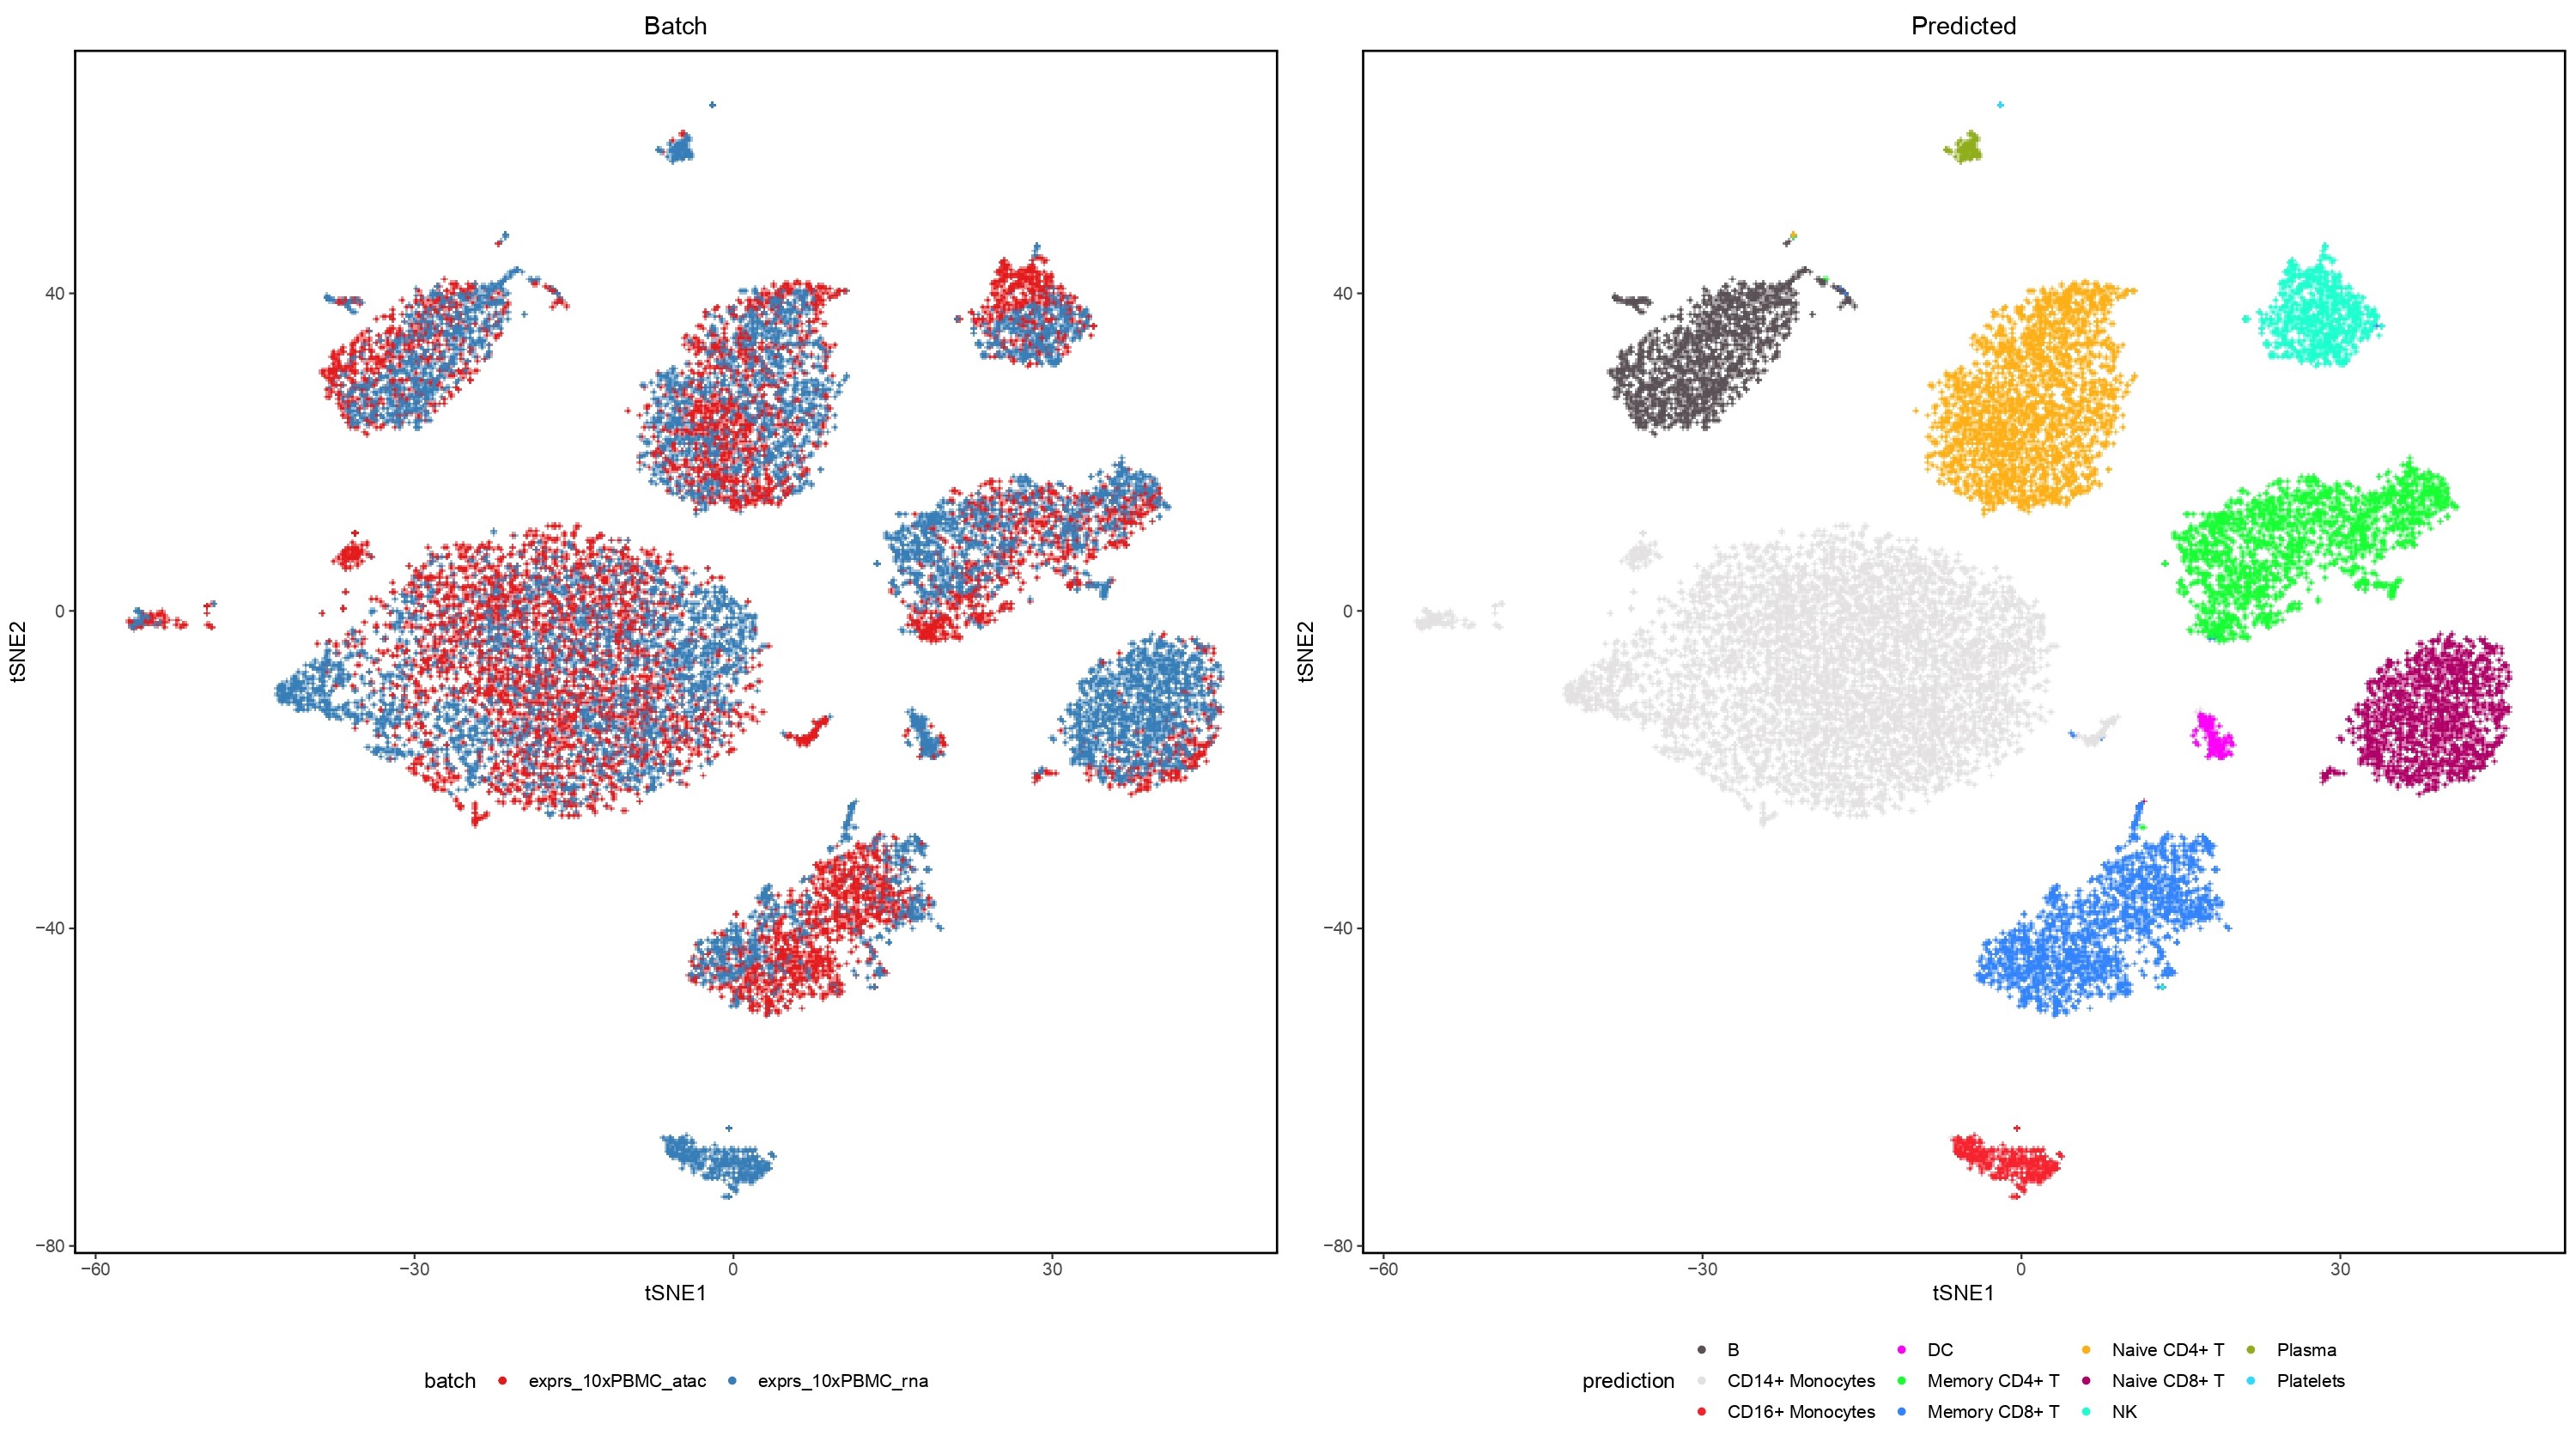 Batch
Predicted
40
0
−40
−80
tSNE2
−60
−30
0
30
tSNE1
40
0
−40
−80
tSNE2
−60
−30
0
30
tSNE1
batch
exprs_10xPBMC_atac
exprs_10xPBMC_rna
prediction
B
DC
Naive CD4+ T
Plasma
CD14+ Monocytes
Memory CD4+ T
Naive CD8+ T
Platelets
CD16+ Monocytes
Memory CD8+ T
NK